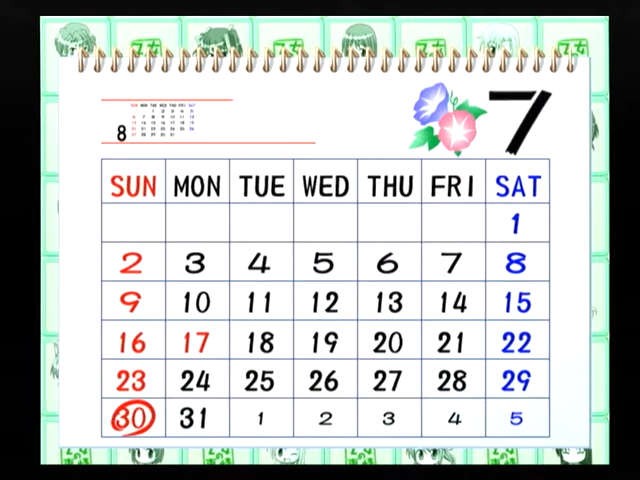 7
8
SUN MON TUE WED THU FRI SAT
1
2 3 4 5 6 7 8
9 10 11 12 13 14 15
16 17 18 19 20 21 22
23 24 25 26 27 28 29
30 31 1 2 3 4 5